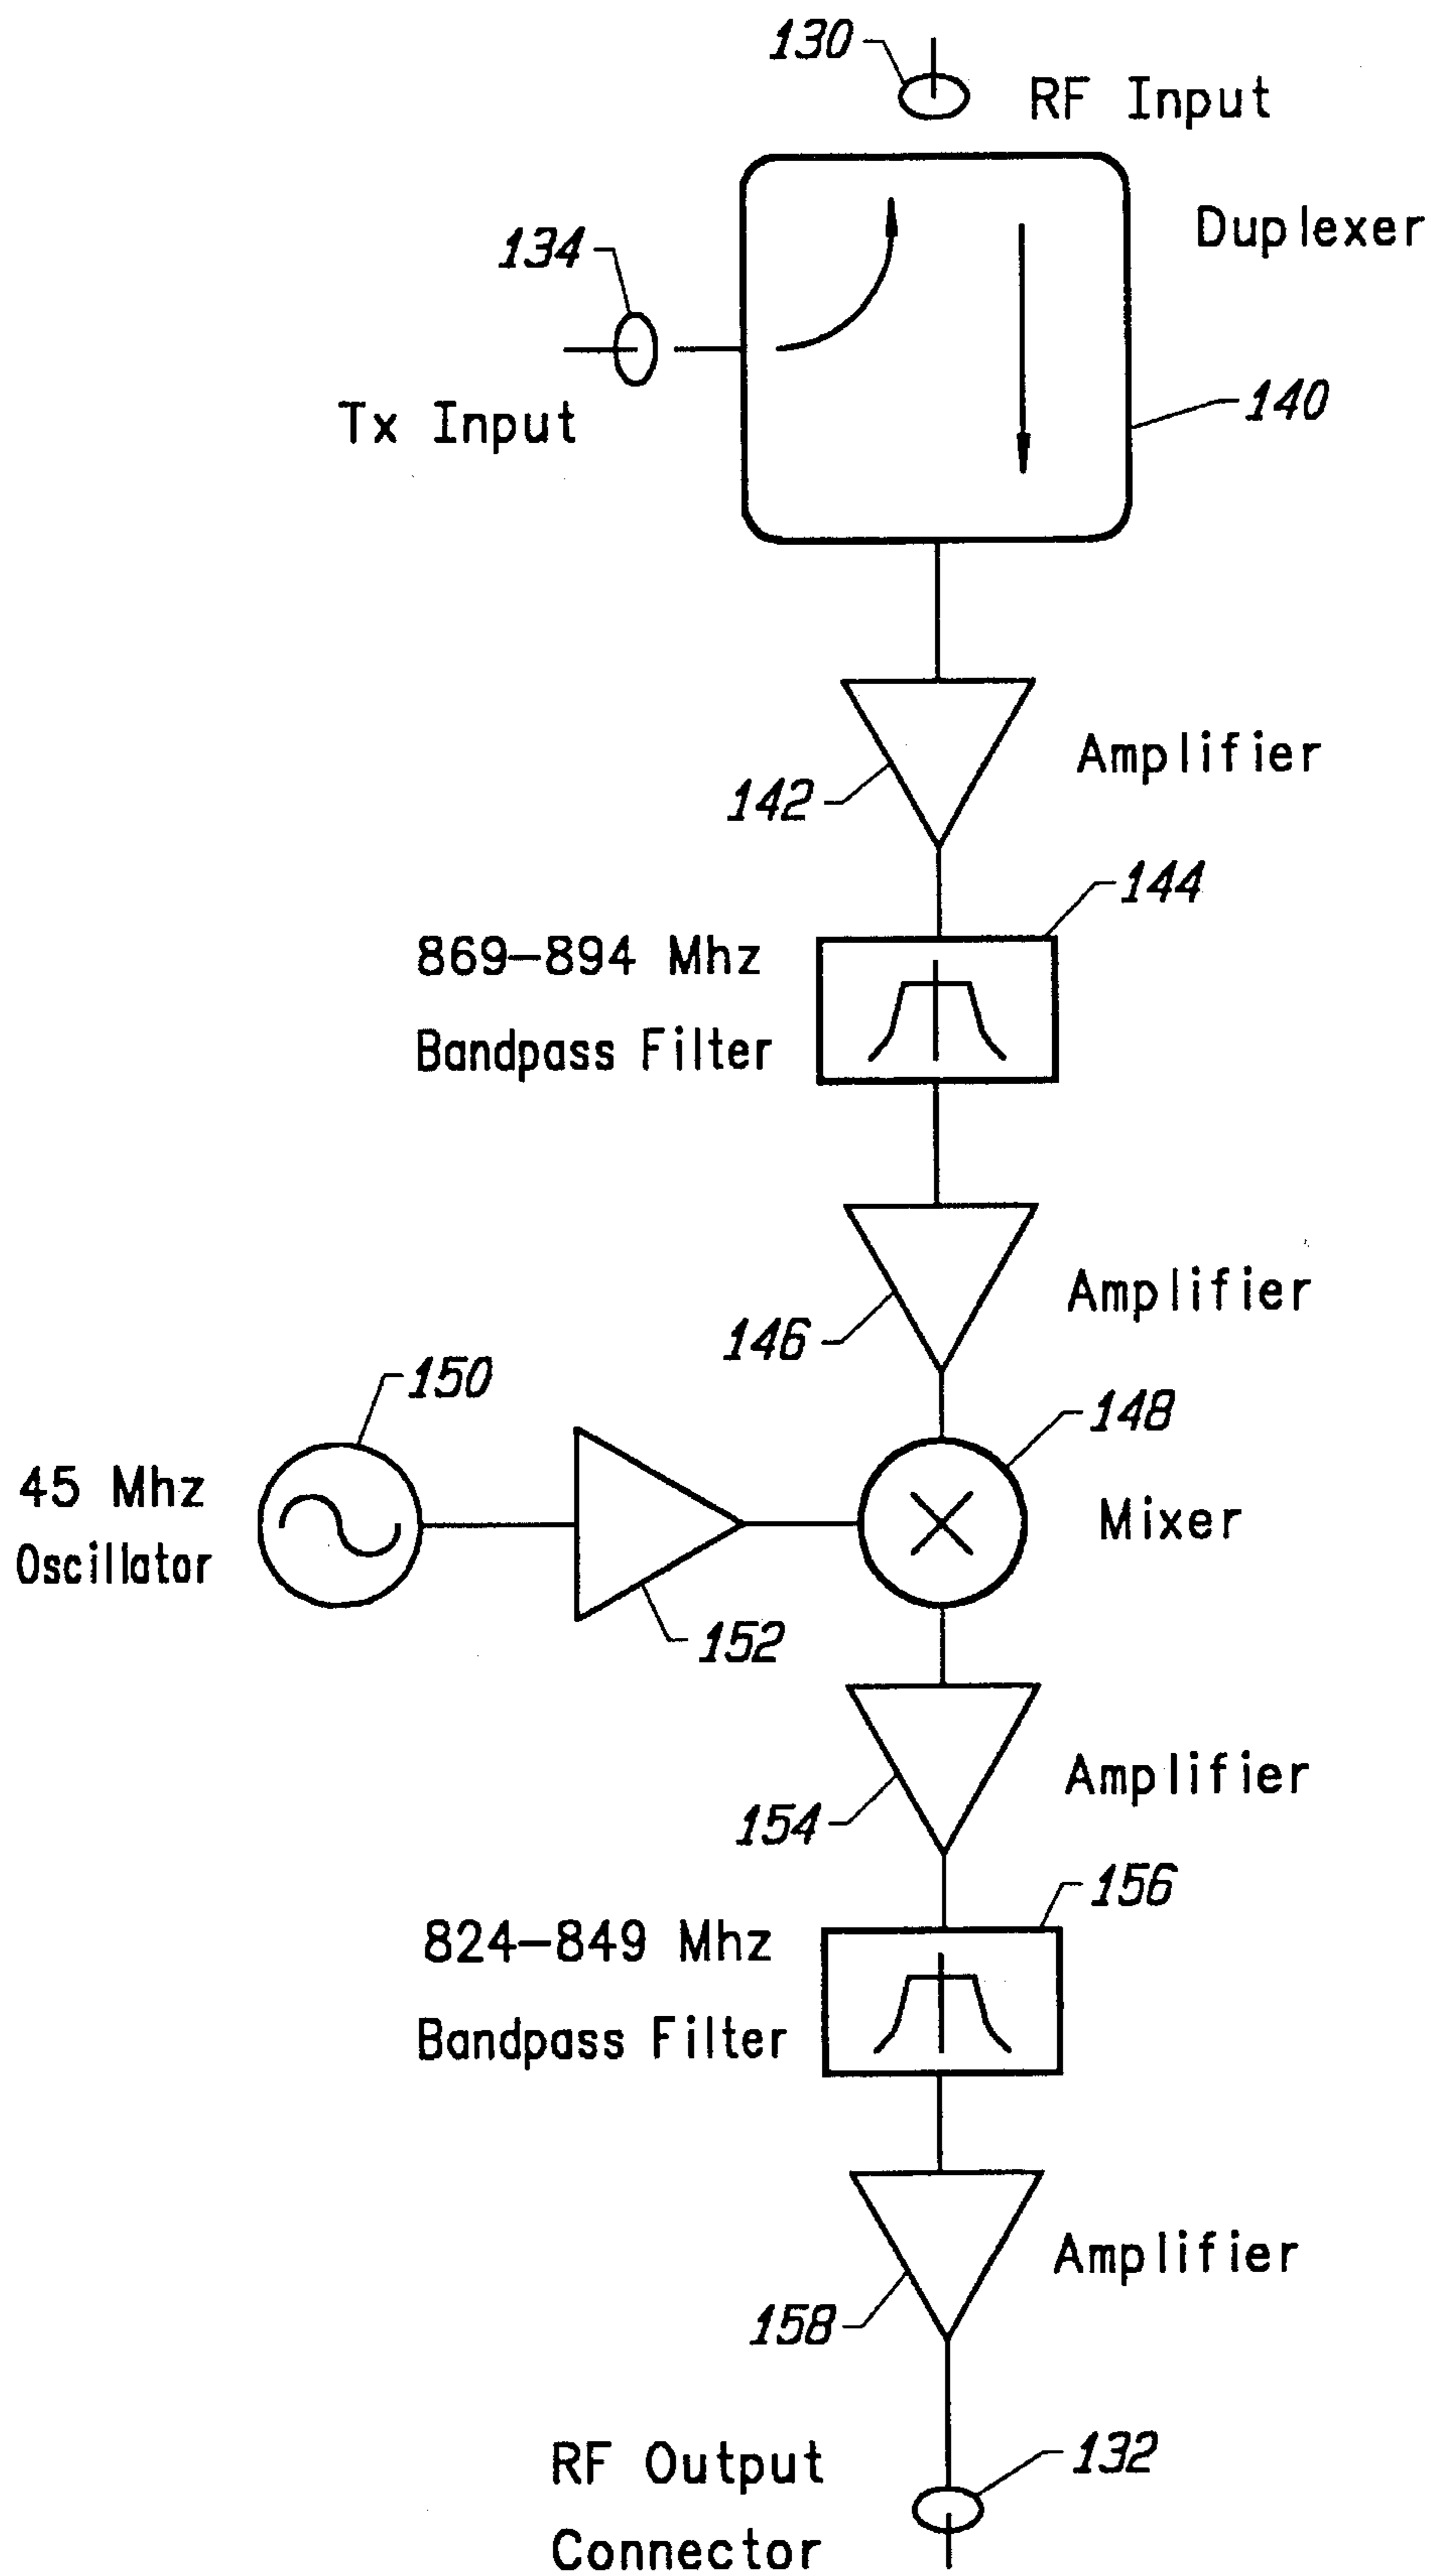 130
RF Input
Duplexer
134
Tx Input
140
Amplifier
142
144
869-894 Mhz
Bandpass Filter
Amplifier
146
150
148
45 Mhz
Oscillator
Mixer
152
Amplifier
154
156
824-849 Mhz
Bandpass Filter
Amplifier
158
RF Output
Connector
132